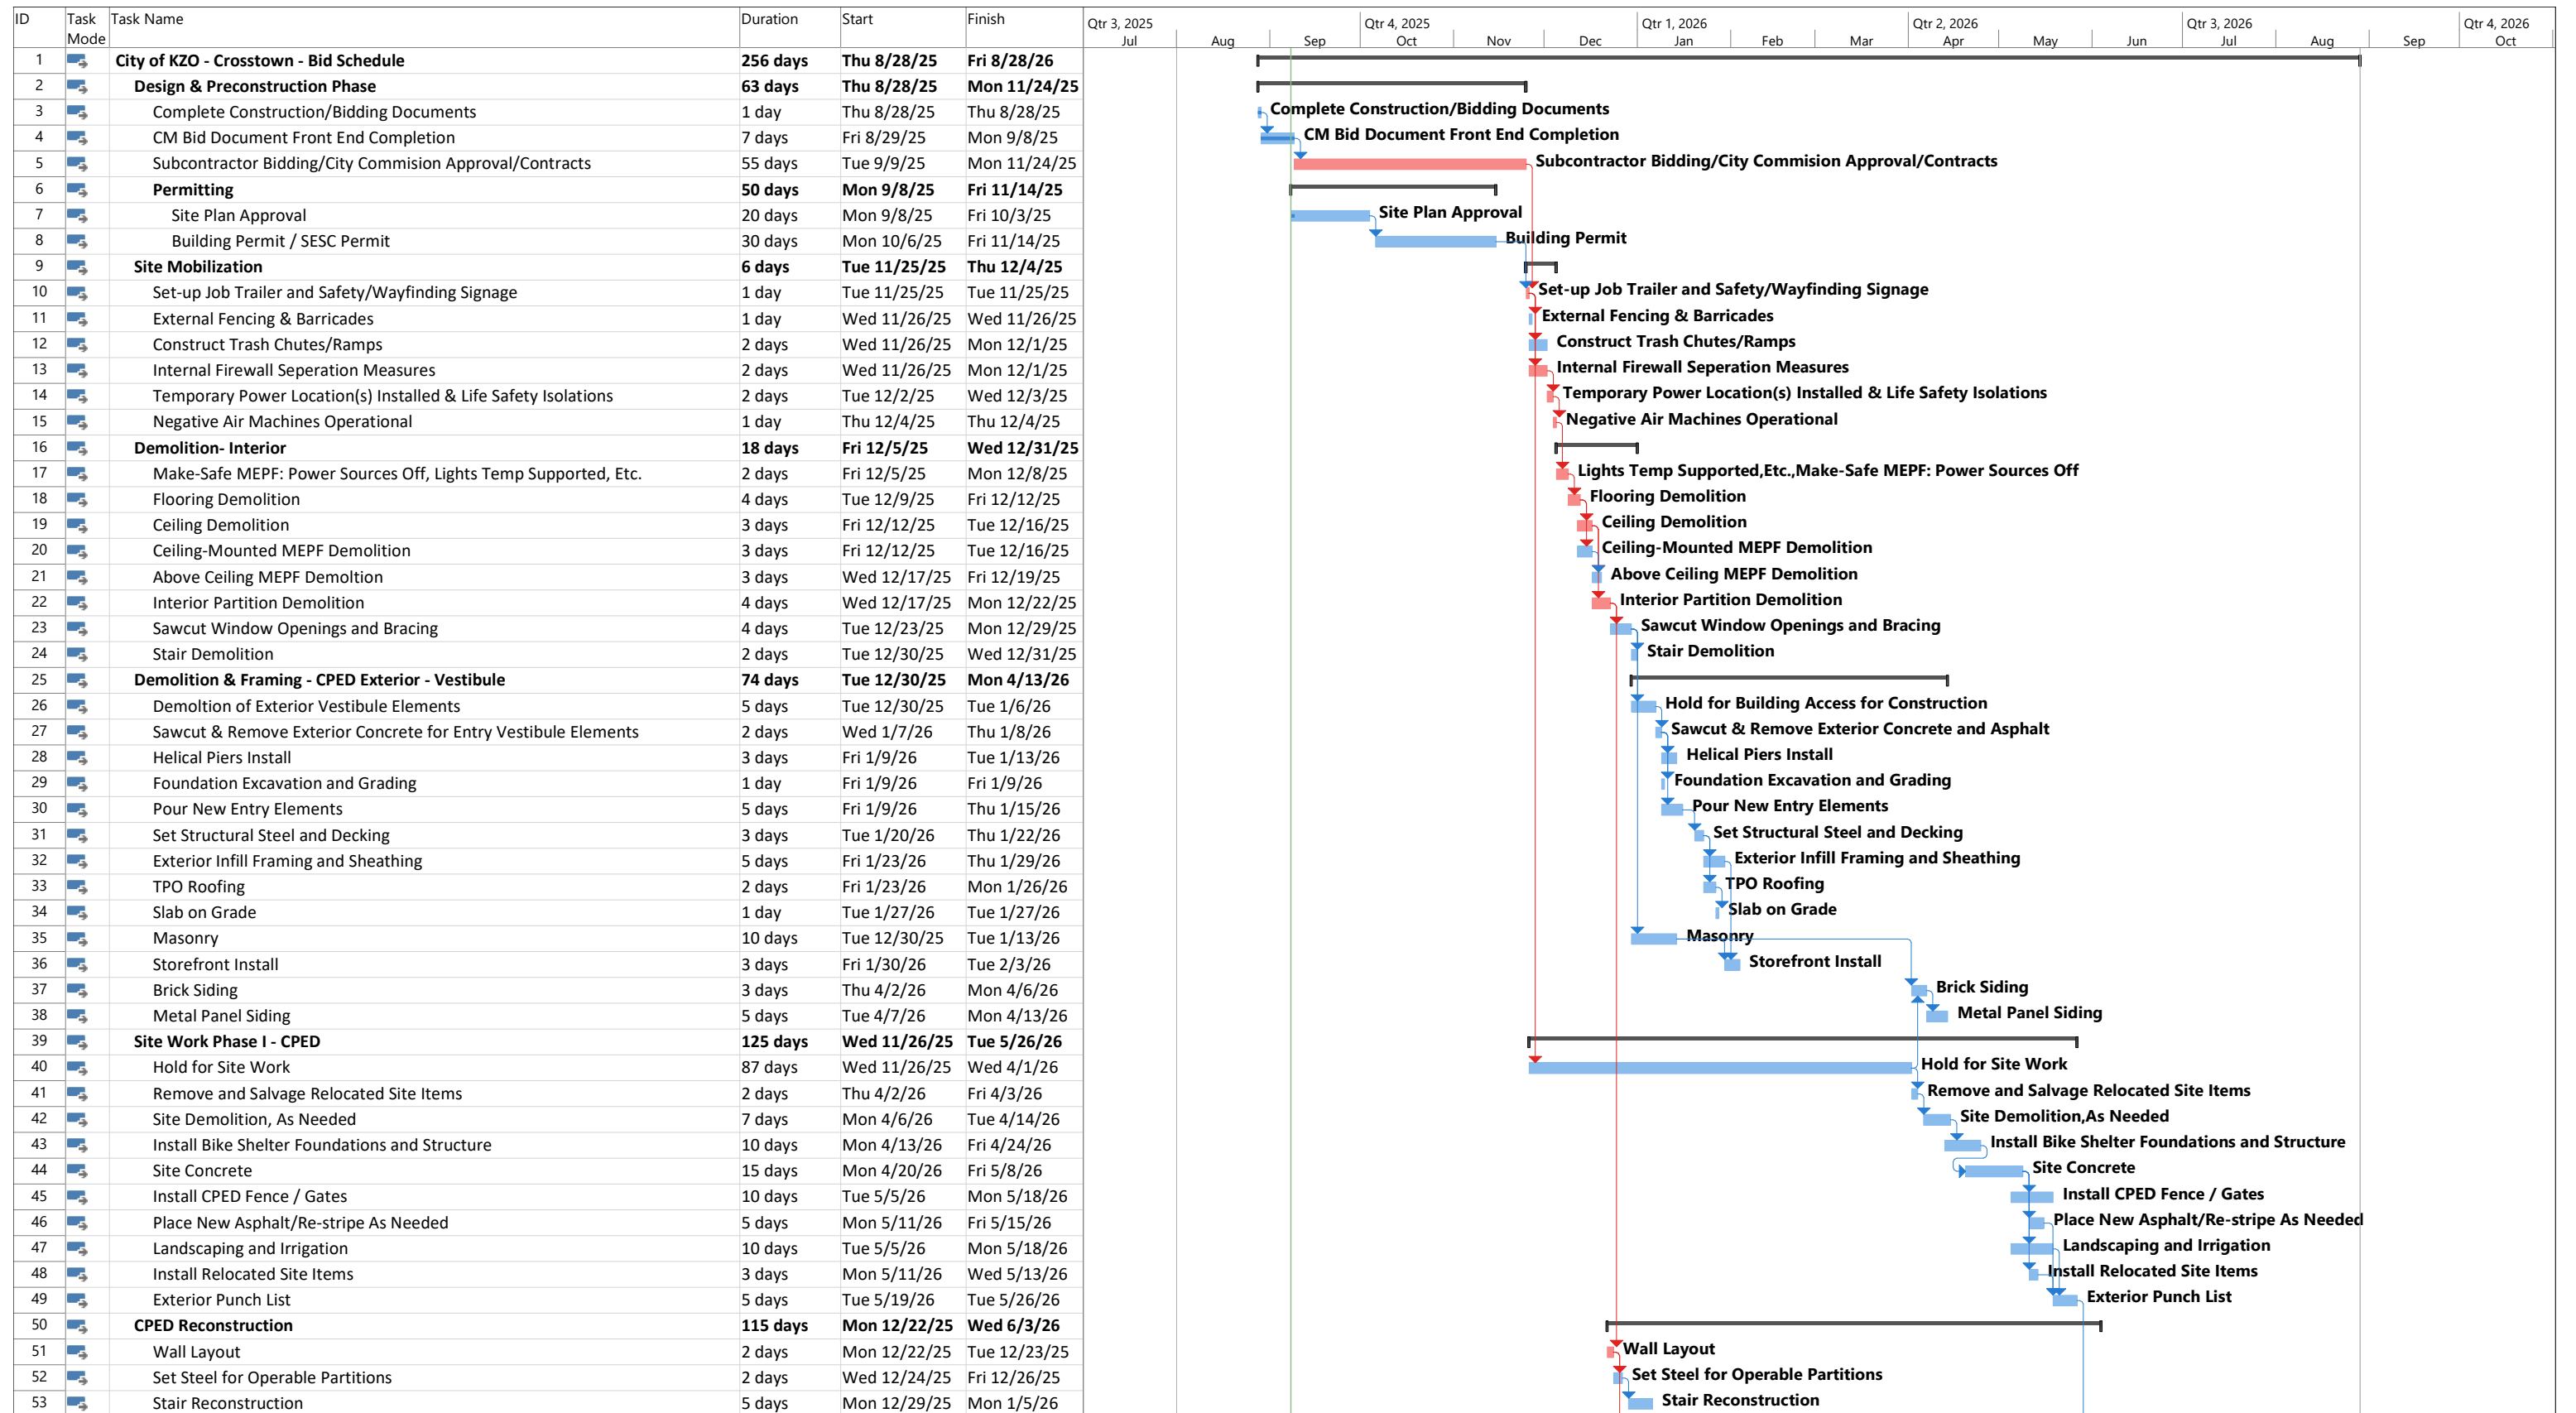 ID Task Mode Task Name Duration Start Finish Qtr 3, 2025 Qtr 4, 2025 Qtr 1, 2026 Qtr 2, 2026 Qtr 3, 2026 Qtr 4, 2026
Jul Aug Sep Oct Nov Dec Jan Feb Mar Apr May Jun Jul Aug Sep Oct
1 City of KZO - Crosstown - Bid Schedule 256 days Thu 8/28/25 Fri 8/28/26
2 Design & Preconstruction Phase 63 days Thu 8/28/25 Mon 11/24/25
3 Complete Construction/Bidding Documents 1 day Thu 8/28/25 Thu 8/28/25 Complete Construction/Bidding Documents
4 CM Bid Document Front End Completion 7 days Fri 8/29/25 Mon 9/8/25 CM Bid Document Front End Completion
5 Subcontractor Bidding/City Commision Approval/Contracts 55 days Tue 9/9/25 Mon 11/24/25 Subcontractor Bidding/City Commision Approval/Contracts
6 Permitting 50 days Mon 9/8/25 Fri 11/14/25
7 Site Plan Approval 20 days Mon 9/8/25 Fri 10/3/25 Site Plan Approval
8 Building Permit / SESC Permit 30 days Mon 10/6/25 Fri 11/14/25 Building Permit
9 Site Mobilization 6 days Tue 11/25/25 Thu 12/4/25
10 Set-up Job Trailer and Safety/Wayfinding Signage 1 day Tue 11/25/25 Tue 11/25/25 Set-up Job Trailer and Safety/Wayfinding Signage
11 External Fencing & Barricades 1 day Wed 11/26/25 Wed 11/26/25 External Fencing & Barricades
12 Construct Trash Chutes/Ramps 2 days Wed 11/26/25 Mon 12/1/25 Construct Trash Chutes/Ramps
13 Internal Firewall Seperation Measures 2 days Wed 11/26/25 Mon 12/1/25 Internal Firewall Seperation Measures
14 Temporary Power Location(s) Installed & Life Safety Isolations 2 days Tue 12/2/25 Wed 12/3/25 Temporary Power Location(s) Installed & Life Safety Isolations
15 Negative Air Machines Operational 1 day Thu 12/4/25 Thu 12/4/25 Negative Air Machines Operational
16 Demolition- Interior 18 days Fri 12/5/25 Wed 12/31/25
17 Make-Safe MEPF: Power Sources Off, Lights Temp Supported, Etc. 2 days Fri 12/5/25 Mon 12/8/25 Lights Temp Supported,Etc.,Make-Safe MEPF: Power Sources Off
18 Flooring Demolition 4 days Tue 12/9/25 Fri 12/12/25 Flooring Demolition
19 Ceiling Demolition 3 days Fri 12/12/25 Tue 12/16/25 Ceiling Demolition
20 Ceiling-Mounted MEPF Demolition 3 days Fri 12/12/25 Tue 12/16/25 Ceiling-Mounted MEPF Demolition
21 Above Ceiling MEPF Demoltion 3 days Wed 12/17/25 Fri 12/19/25 Above Ceiling MEPF Demolition
22 Interior Partition Demolition 4 days Wed 12/17/25 Mon 12/22/25 Interior Partition Demolition
23 Sawcut Window Openings and Bracing 4 days Tue 12/23/25 Mon 12/29/25 Sawcut Window Openings and Bracing
24 Stair Demolition 2 days Tue 12/30/25 Wed 12/31/25 Stair Demolition
25 Demolition & Framing - CPED Exterior - Vestibule 74 days Tue 12/30/25 Mon 4/13/26
26 Demoltion of Exterior Vestibule Elements 5 days Tue 12/30/25 Tue 1/6/26 Hold for Building Access for Construction
27 Sawcut & Remove Exterior Concrete for Entry Vestibule Elements 2 days Wed 1/7/26 Thu 1/8/26 Sawcut & Remove Exterior Concrete and Asphalt
28 Helical Piers Install 3 days Fri 1/9/26 Tue 1/13/26 Helical Piers Install
29 Foundation Excavation and Grading 1 day Fri 1/9/26 Fri 1/9/26 Foundation Excavation and Grading
30 Pour New Entry Elements 5 days Fri 1/9/26 Thu 1/15/26 Pour New Entry Elements
31 Set Structural Steel and Decking 3 days Tue 1/20/26 Thu 1/22/26 Set Structural Steel and Decking
32 Exterior Infill Framing and Sheathing 5 days Fri 1/23/26 Thu 1/29/26 Exterior Infill Framing and Sheathing
33 TPO Roofing 2 days Fri 1/23/26 Mon 1/26/26 TPO Roofing
34 Slab on Grade 1 day Tue 1/27/26 Tue 1/27/26 Slab on Grade
35 Masonry 10 days Tue 12/30/25 Tue 1/13/26 Masonry
36 Storefront Install 3 days Fri 1/30/26 Tue 2/3/26 Storefront Install
37 Brick Siding 3 days Thu 4/2/26 Mon 4/6/26 Brick Siding
38 Metal Panel Siding 5 days Tue 4/7/26 Mon 4/13/26 Metal Panel Siding
39 Site Work Phase I - CPED 125 days Wed 11/26/25 Tue 5/26/26
40 Hold for Site Work 87 days Wed 11/26/25 Wed 4/1/26 Hold for Site Work
41 Remove and Salvage Relocated Site Items 2 days Thu 4/2/26 Fri 4/3/26 Remove and Salvage Relocated Site Items
42 Site Demolition, As Needed 7 days Mon 4/6/26 Tue 4/14/26 Site Demolition,As Needed
43 Install Bike Shelter Foundations and Structure 10 days Mon 4/13/26 Fri 4/24/26 Install Bike Shelter Foundations and Structure
44 Site Concrete 15 days Mon 4/20/26 Fri 5/8/26 Site Concrete
45 Install CPED Fence / Gates 10 days Tue 5/5/26 Mon 5/18/26 Install CPED Fence / Gates
46 Place New Asphalt/Re-stripe As Needed 5 days Mon 5/11/26 Fri 5/15/26 Place New Asphalt/Re-stripe As Needed
47 Landscaping and Irrigation 10 days Tue 5/5/26 Mon 5/18/26 Landscaping and Irrigation
48 Install Relocated Site Items 3 days Mon 5/11/26 Wed 5/13/26 Install Relocated Site Items
49 Exterior Punch List 5 days Tue 5/19/26 Tue 5/26/26 Exterior Punch List
50 CPED Reconstruction 115 days Mon 12/22/25 Wed 6/3/26
51 Wall Layout 2 days Mon 12/22/25 Tue 12/23/25 Wall Layout
52 Set Steel for Operable Partitions 2 days Wed 12/24/25 Fri 12/26/25 Set Steel for Operable Partitions
53 Stair Reconstruction 5 days Mon 12/29/25 Mon 1/5/26 Stair Reconstruction